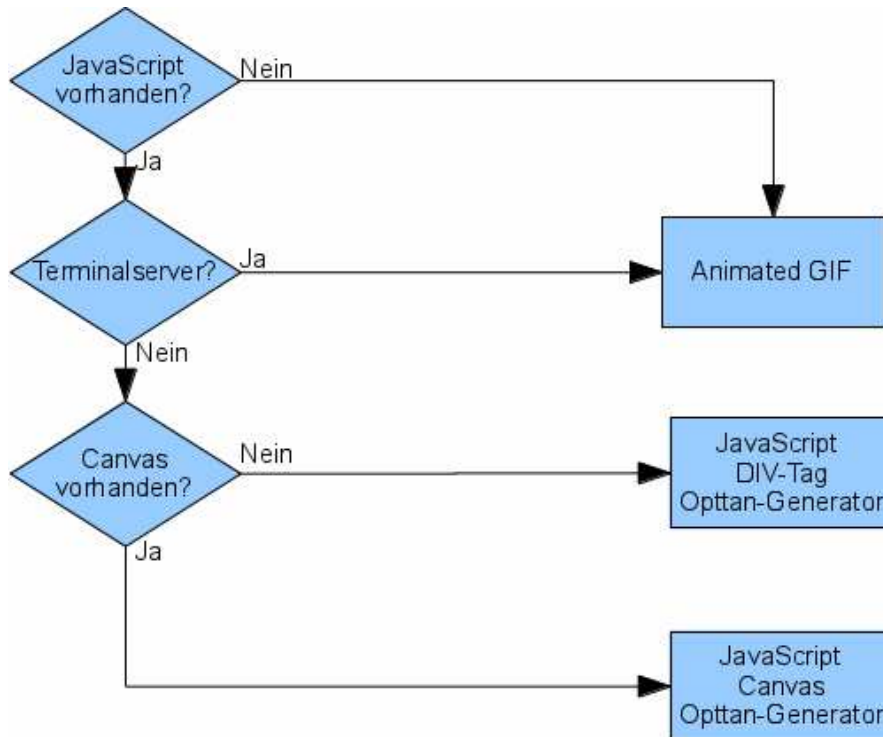 JavaScript
vorhanden?
Nein
Ja
Terminalserver?
Ja
Animated GIF
Nein
Canvas
vorhanden?
Nein
JavaScript
DIV-Tag
Opttan-Generator
Ja
JavaScript
Canvas
Opttan-Generator